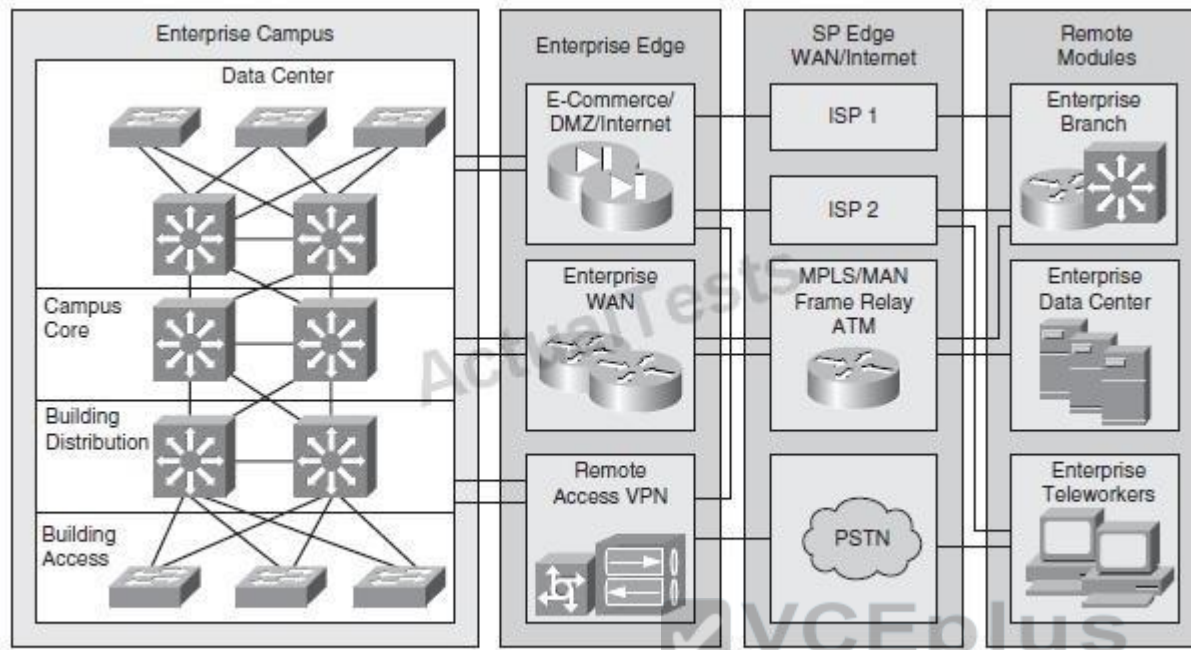 Enterprise Campus
Data Center
Campus
Core
Building
Distribution
Building
Access
Enterprise Edge
E-Commerce/
DMZ/Internet
Enterprise
WAN
Remote
Access VPN
SP Edge
WAN/Internet
ISP 1
ISP 2
MPLS/MAN
Frame Relay
ATM
PSTN
Remote
Modules
Enterprise
Branch
Enterprise
Data Center
Enterprise
Teleworkers
ActualTests
VCEplus